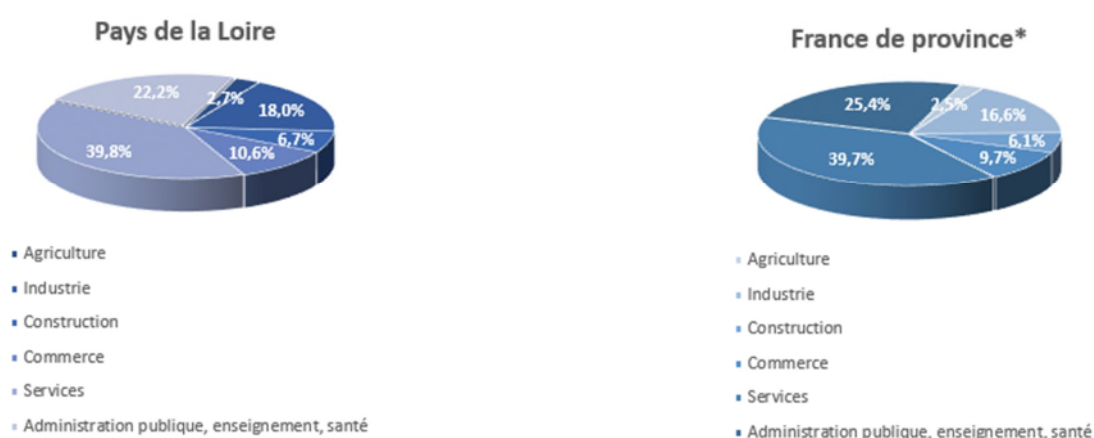 Pays de la Loire
22,2%
2,7%
18,0%
6,7%
10,6%
39,8%
▪ Agriculture
▪ Industrie
▪ Construction
▪ Commerce
▪ Services
▪ Administration publique, enseignement, santé
France de province*
25,4%
2,5%
16,6%
6,1%
9,7%
39,7%
▪ Agriculture
▪ Industrie
▪ Construction
▪ Commerce
▪ Services
▪ Administration publique, enseignement, santé